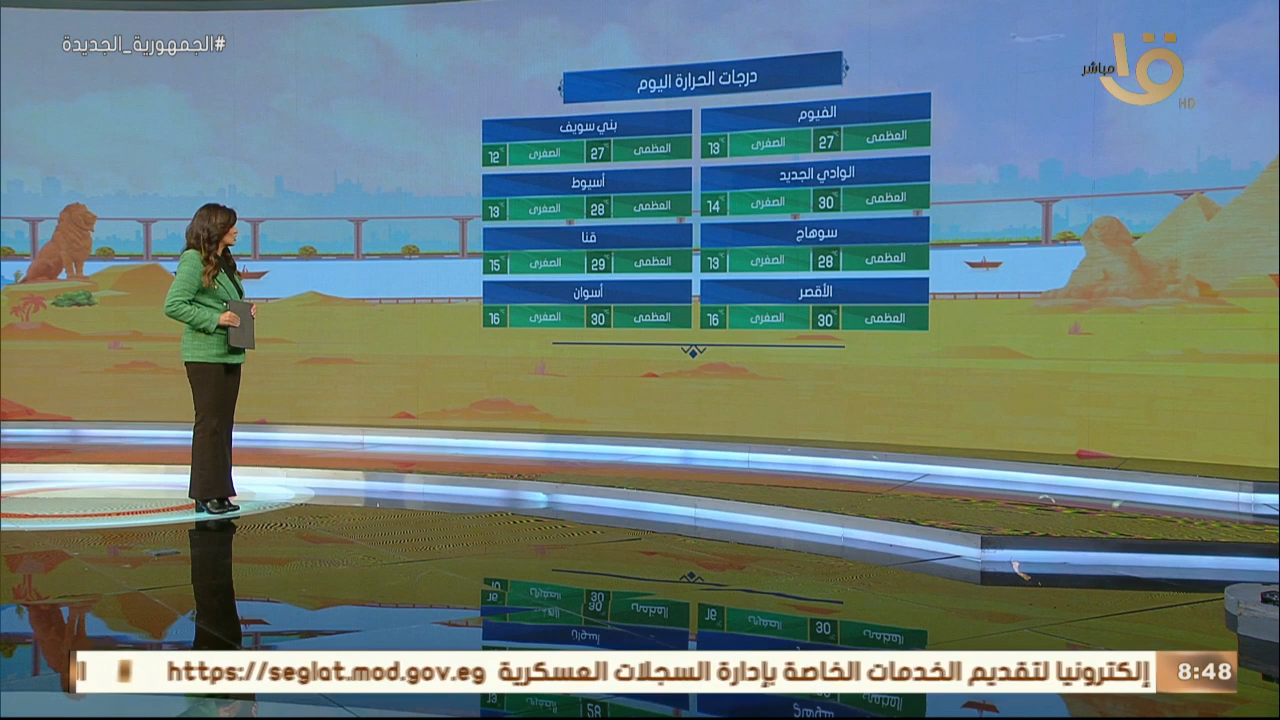 #الجمهورية_الجديدة
مباشر
HD
درجات الحرارة اليوم
الفيوم
العظمى 27 الصغرى 13
بني سويف
العظمى 27 الصغرى 12
الوادي الجديد
العظمى 30 الصغرى 14
أسيوط
العظمى 28 الصغرى 13
سوهاج
العظمى 28 الصغرى 13
قنا
العظمى 29 الصغرى 15
الأقصر
العظمى 30 الصغرى 16
أسوان
العظمى 30 الصغرى 16
8:48 إلكترونيا لتقديم الخدمات الخاصة بإدارة السجلات العسكرية https://seglat.mod.gov.eg